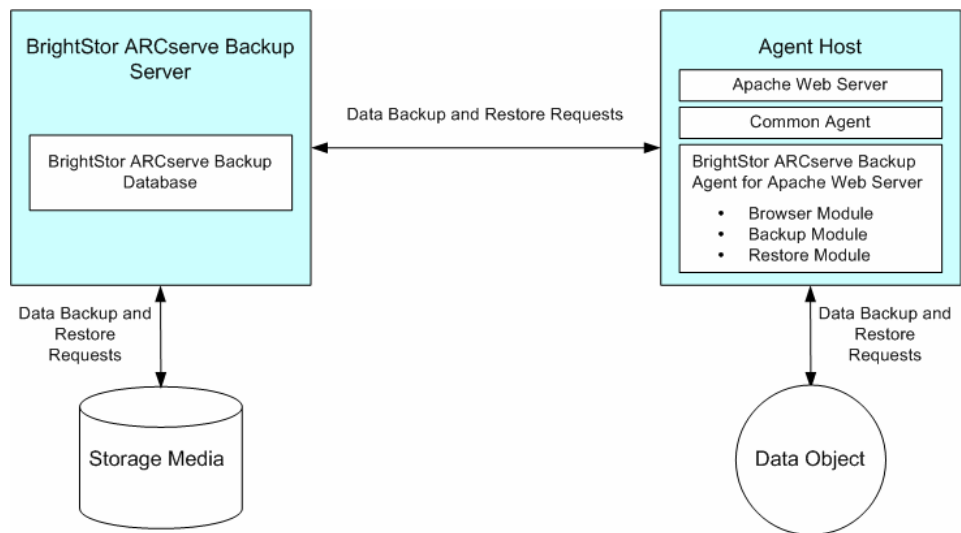 BrightStor ARCserve Backup
Server
BrightStor ARCserve Backup
Database
Data Backup and Restore Requests
Agent Host
Apache Web Server
Common Agent
BrightStor ARCserve Backup
Agent for Apache Web Server
• Browser Module
• Backup Module
• Restore Module
Data Backup and
Restore
Requests
Storage Media
Data Backup and
Restore
Requests
Data Object